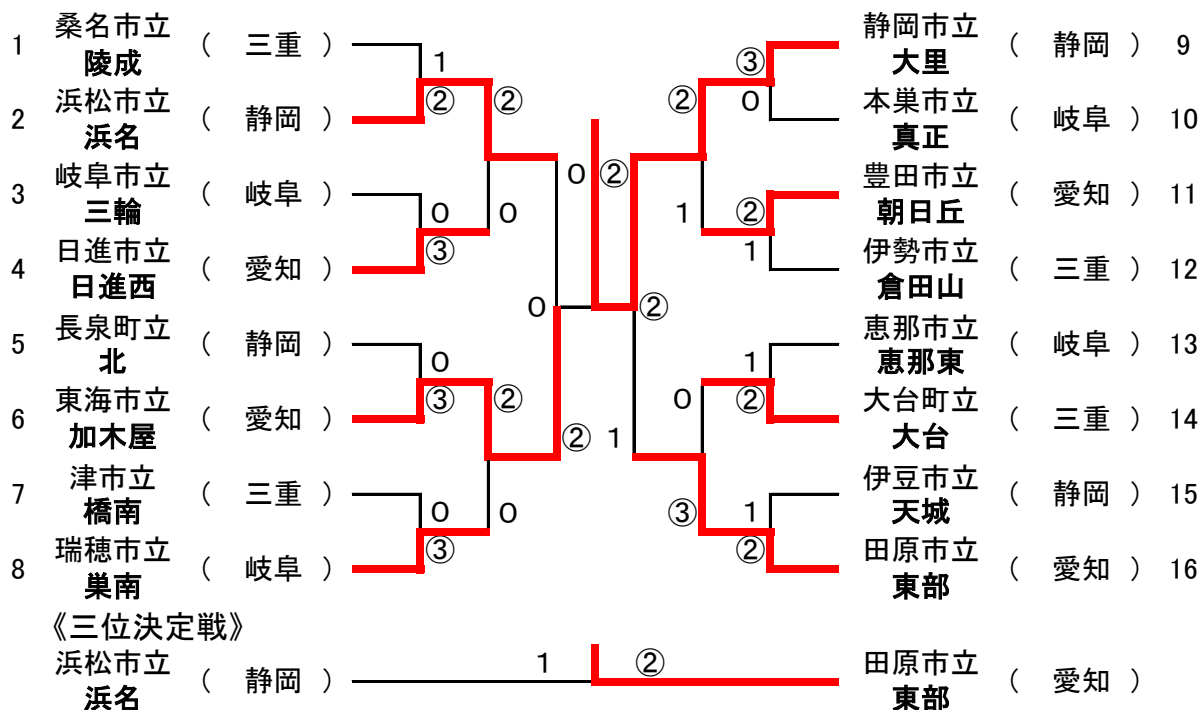 1 桑名市立 陵成 ( 三重 )
2 浜松市立 浜名 ( 静岡 )
3 岐阜市立 三輪 ( 岐阜 )
4 日進市立 日進西 ( 愛知 )
5 長泉町立 北 ( 静岡 )
6 東海市立 加木屋 ( 愛知 )
7 津市立 橋南 ( 三重 )
8 瑞穂市立 巣南 ( 岐阜 )
1
②
②
0
③
0
0
0
③
②
②
0
③
0
0
②
②
0
1
③
0
②
②
1
1
1
②
0
1
②
③
1
②
静岡市立 大里 ( 静岡 ) 9
本巣市立 真正 ( 岐阜 ) 10
豊田市立 朝日丘 ( 愛知 ) 11
伊勢市立 倉田山 ( 三重 ) 12
恵那市立 恵那東 ( 岐阜 ) 13
大台町立 大台 ( 三重 ) 14
伊豆市立 天城 ( 静岡 ) 15
田原市立 東部 ( 愛知 ) 16
《三位決定戦》
浜松市立 浜名 ( 静岡 ) 1 ② 田原市立 東部 ( 愛知 )